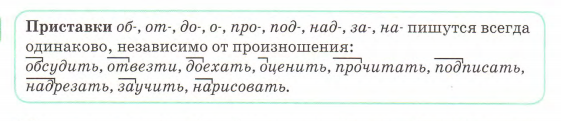 Приставки об-, от-, до-, о-, про-, под-, над-, за-, на- пишутся всегда
одинаково, независимо от произношения:
обсудить, отвезти, доехать, оценить, прочитать, подписать,
надрезать, заучить, нарисовать.